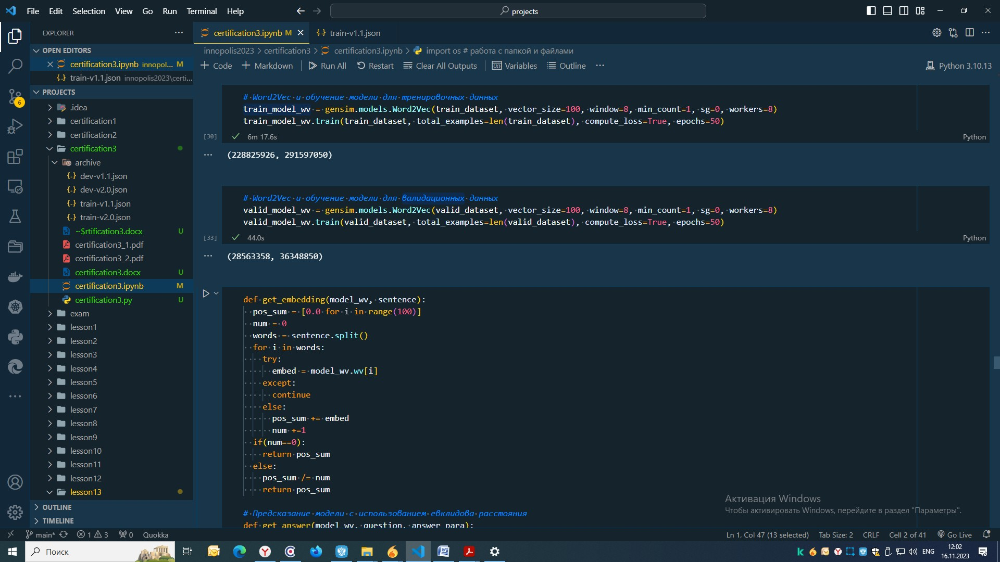 File Edit Selection View Go Run Terminal Help
projects
EXPLORER
OPEN EDITORS
certification3.ipynb innopol... M
train-v1.1.json innopolis2023\certi...
PROJECTS
.idea
certification1
certification2
certification3
archive
dev-v1.1.json
dev-v2.0.json
train-v1.1.json
train-v2.0.json
~$rtification3.docx U
certification3_1.pdf
certification3_2.pdf
certification3.docx U
certification3.ipynb M
certification3.py U
exam
lesson1
lesson2
lesson3
lesson4
lesson5
lesson6
lesson7
lesson8
lesson9
lesson10
lesson11
lesson12
lesson13
OUTLINE
TIMELINE
6
certification3.ipynb M
train-v1.1.json
innopolis2023 > certification3 > certification3.ipynb > import os # работа с папкой и файлами
+ Code + Markdown Run All Restart Clear All Outputs Variables Outline ...
Python 3.10.13
# Word2Vec и обучение модели для тренировочных данных
train_model_wv = gensim.models.Word2Vec(train_dataset, vector_size=100, window=8, min_count=1, sg=0, workers=8)
train_model_wv.train(train_dataset, total_examples=len(train_dataset), compute_loss=True, epochs=50)
[30] 6m 17.6s Python
... (228825926, 291597050)
# Word2Vec и обучение модели для валидационных данных
valid_model_wv = gensim.models.Word2Vec(valid_dataset, vector_size=100, window=8, min_count=1, sg=0, workers=8)
valid_model_wv.train(valid_dataset, total_examples=len(valid_dataset), compute_loss=True, epochs=50)
[33] 44.0s Python
... (28563358, 36348850)
def get_embedding(model_wv, sentence):
pos_sum = [0.0 for i in range(100)]
num = 0
words = sentence.split()
for i in words:
try:
embed = model_wv.wv[i]
except:
continue
else:
pos_sum += embed
num +=1
if(num==0):
return pos_sum
else:
pos_sum /= num
return pos_sum
# Предсказание модели с использованием евклидова расстояния
def get_answer(model_wv, question, answer_para):
Активация Windows
Чтобы активировать Windows, перейдите в раздел "Параметры".
main* 1 3 0 Quokka
Ln 1, Col 47 (13 selected) Tab Size: 2 CRLF Cell 2 of 41 Go Live
Поиск
ENG
12:02
16.11.2023